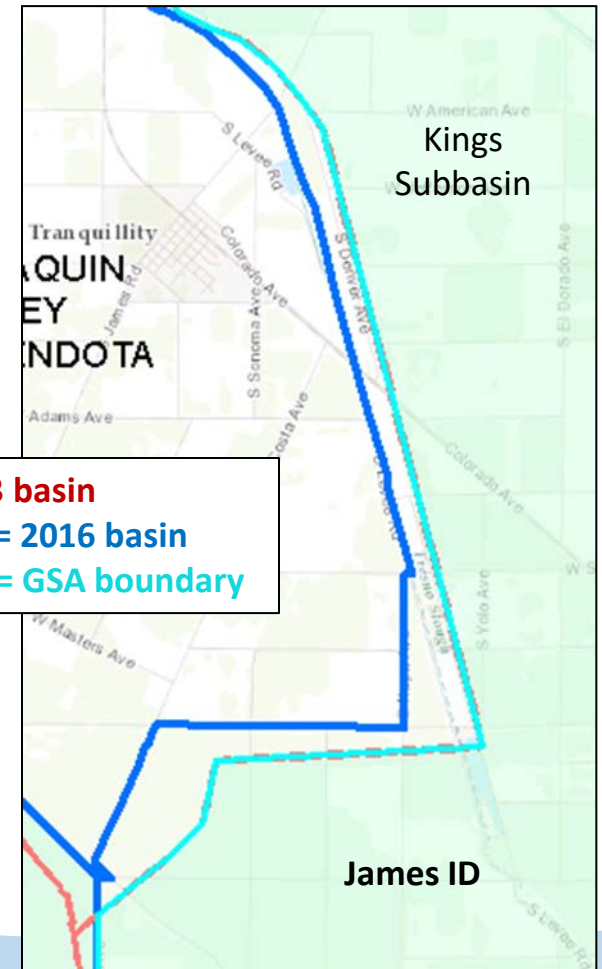 W American Ave
Kings
Subbasin
S Levee Rd
Tranquillity
AQUIN
EY
NDOTA
S James Rd
Colorado Ave
S Sonoma Ave
S Denver Ave
S El Dorado Ave
Adams Ave
Costa Ave
Colorado Ave
basin
= 2016 basin
= GSA boundary
S Levee Rd
Fresno Slough
S Yolo Ave
W S
W Masters Ave
James ID
S Levee Rd